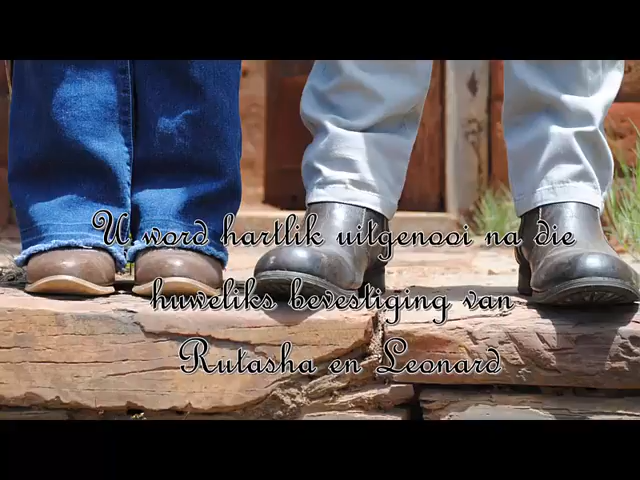 U word hartlik uitgenooi na die
huweliks bevestiging van
Rutasha en Leonard